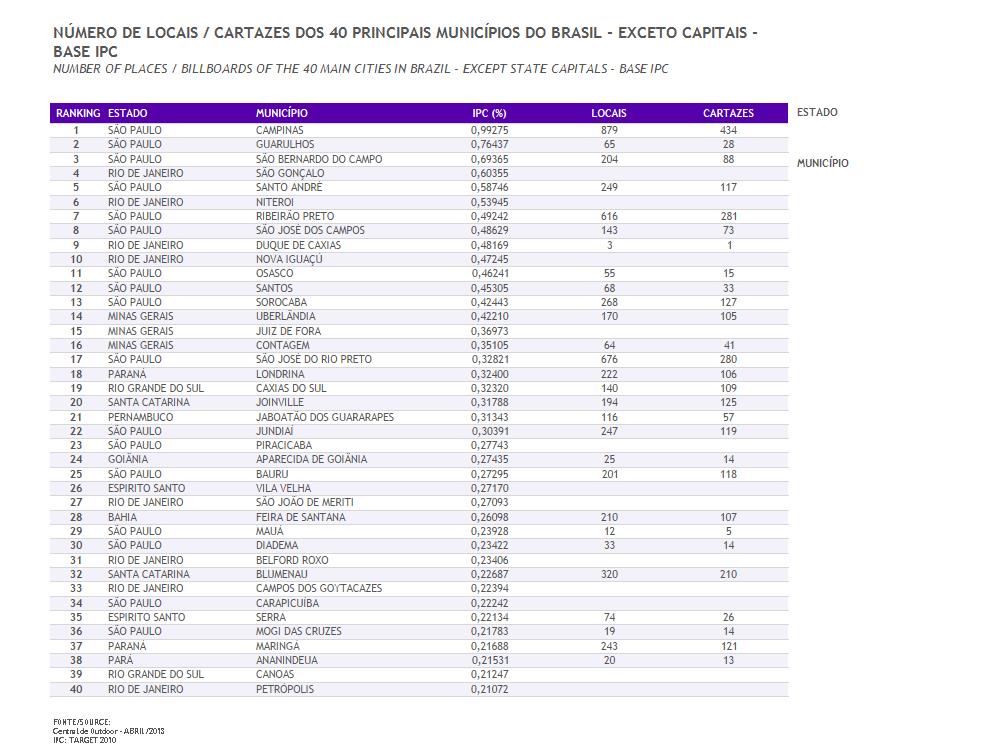 NÚMERO DE LOCAIS / CARTAZES DOS 40 PRINCIPAIS MUNICÍPIOS DO BRASIL - EXCETO CAPITAIS -
BASE IPC
NUMBER OF PLACES / BILLBOARDS OF THE 40 MAIN CITIES IN BRAZIL - EXCEPT STATE CAPITALS - BASE IPC
RANKING ESTADO MUNICÍPIO IPC (%) LOCAIS CARTAZES ESTADO
1 SÃO PAULO CAMPINAS 0,99275 879 434
2 SÃO PAULO GUARULHOS 0,76437 65 28
3 SÃO PAULO SÃO BERNARDO DO CAMPO 0,69365 204 88 MUNICÍPIO
4 RIO DE JANEIRO SÃO GONÇALO 0,60355
5 SÃO PAULO SANTO ANDRÉ 0,58746 249 117
6 RIO DE JANEIRO NITEROI 0,53945
7 SÃO PAULO RIBEIRÃO PRETO 0,49242 616 281
8 SÃO PAULO SÃO JOSÉ DOS CAMPOS 0,48629 143 73
9 RIO DE JANEIRO DUQUE DE CAXIAS 0,48169 3 1
10 RIO DE JANEIRO NOVA IGUAÇÚ 0,47245
11 SÃO PAULO OSASCO 0,46241 55 15
12 SÃO PAULO SANTOS 0,45305 68 33
13 SÃO PAULO SOROCABA 0,42443 268 127
14 MINAS GERAIS UBERLÂNDIA 0,42210 170 105
15 MINAS GERAIS JUIZ DE FORA 0,36973
16 MINAS GERAIS CONTAGEM 0,35105 64 41
17 SÃO PAULO SÃO JOSÉ DO RIO PRETO 0,32821 676 280
18 PARANÁ LONDRINA 0,32400 222 106
19 RIO GRANDE DO SUL CAXIAS DO SUL 0,32320 140 109
20 SANTA CATARINA JOINVILLE 0,31788 194 125
21 PERNAMBUCO JABOATÃO DOS GUARARAPES 0,31343 116 57
22 SÃO PAULO JUNDIAÍ 0,30391 247 119
23 SÃO PAULO PIRACICABA 0,27743
24 GOIÂNIA APARECIDA DE GOIÂNIA 0,27435 25 14
25 SÃO PAULO BAURU 0,27295 201 118
26 ESPIRITO SANTO VILA VELHA 0,27170
27 RIO DE JANEIRO SÃO JOÃO DE MERITI 0,27093
28 BAHIA FEIRA DE SANTANA 0,26098 210 107
29 SÃO PAULO MAUÁ 0,23928 12 5
30 SÃO PAULO DIADEMA 0,23422 33 14
31 RIO DE JANEIRO BELFORD ROXO 0,23406
32 SANTA CATARINA BLUMENAU 0,22687 320 210
33 RIO DE JANEIRO CAMPOS DOS GOYTACAZES 0,22394
34 SÃO PAULO CARAPICUÍBA 0,22242
35 ESPIRITO SANTO SERRA 0,22134 74 26
36 SÃO PAULO MOGI DAS CRUZES 0,21783 19 14
37 PARANÁ MARINGÁ 0,21688 243 121
38 PARÁ ANANINDEUA 0,21531 20 13
39 RIO GRANDE DO SUL CANOAS 0,21247
40 RIO DE JANEIRO PETRÓPOLIS 0,21072
FONTE/SOURCE:
Central de Outdoor - ABRIL/2013
IPC: TARGET 2010